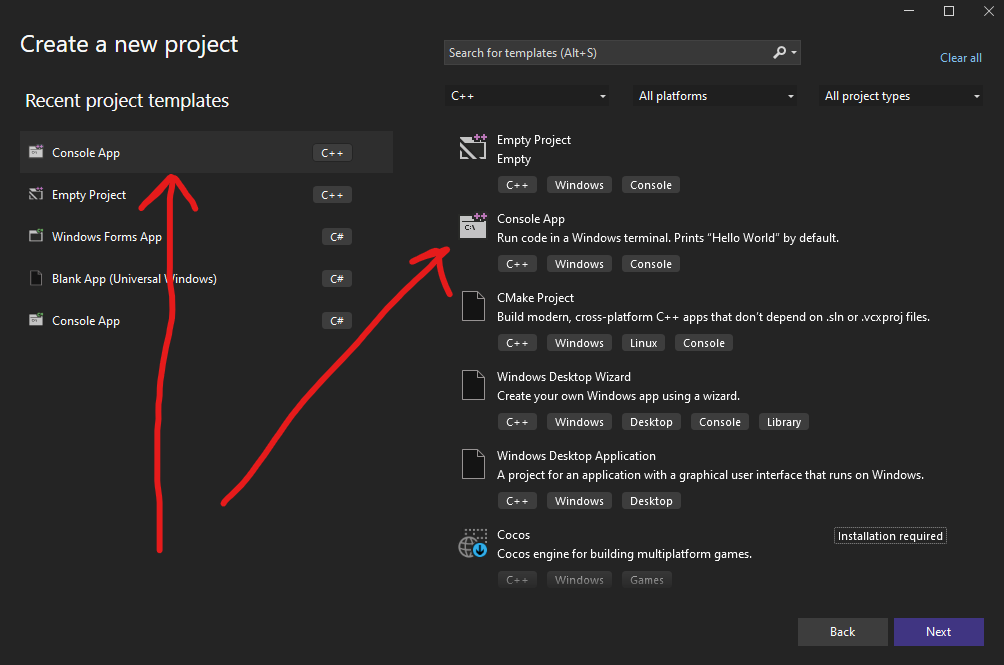 Create a new project
Search for templates (Alt+S)
Clear all
Recent project templates
C++
All platforms
All project types
Console App
C++
Empty Project
C++
Windows Forms App
C#
Blank App (Universal Windows)
C#
Console App
C#
Empty Project
Empty
C++ Windows Console
Console App
C:\
Run code in a Windows terminal. Prints "Hello World" by default.
C++ Windows Console
CMake Project
Build modern, cross-platform C++ apps that don't depend on .sln or .vcxproj files.
C++ Windows Linux Console
Windows Desktop Wizard
Create your own Windows app using a wizard.
C++ Windows Desktop Console Library
Windows Desktop Application
A project for an application with a graphical user interface that runs on Windows.
C++ Windows Desktop
Cocos
Installation required
Cocos engine for building multiplatform games.
C++ Windows Games
Back
Next